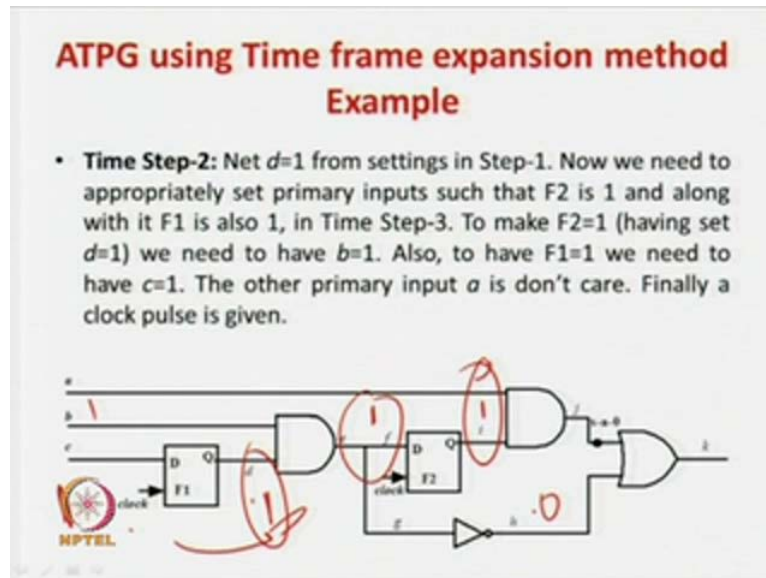 ATPG using Time frame expansion method
Example
• Time Step-2: Net d=1 from settings in Step-1. Now we need to
appropriately set primary inputs such that F2 is 1 and along
with it F1 is also 1, in Time Step-3. To make F2=1 (having set
d=1) we need to have b=1. Also, to have F1=1 we need to
have c=1. The other primary input a is don't care. Finally a
clock pulse is given.
a
b 1
c
D Q
F1
clock
d
1
f
1
D Q
F2
clock
1
g
h
0
j
s-a-0
k
NPTEL